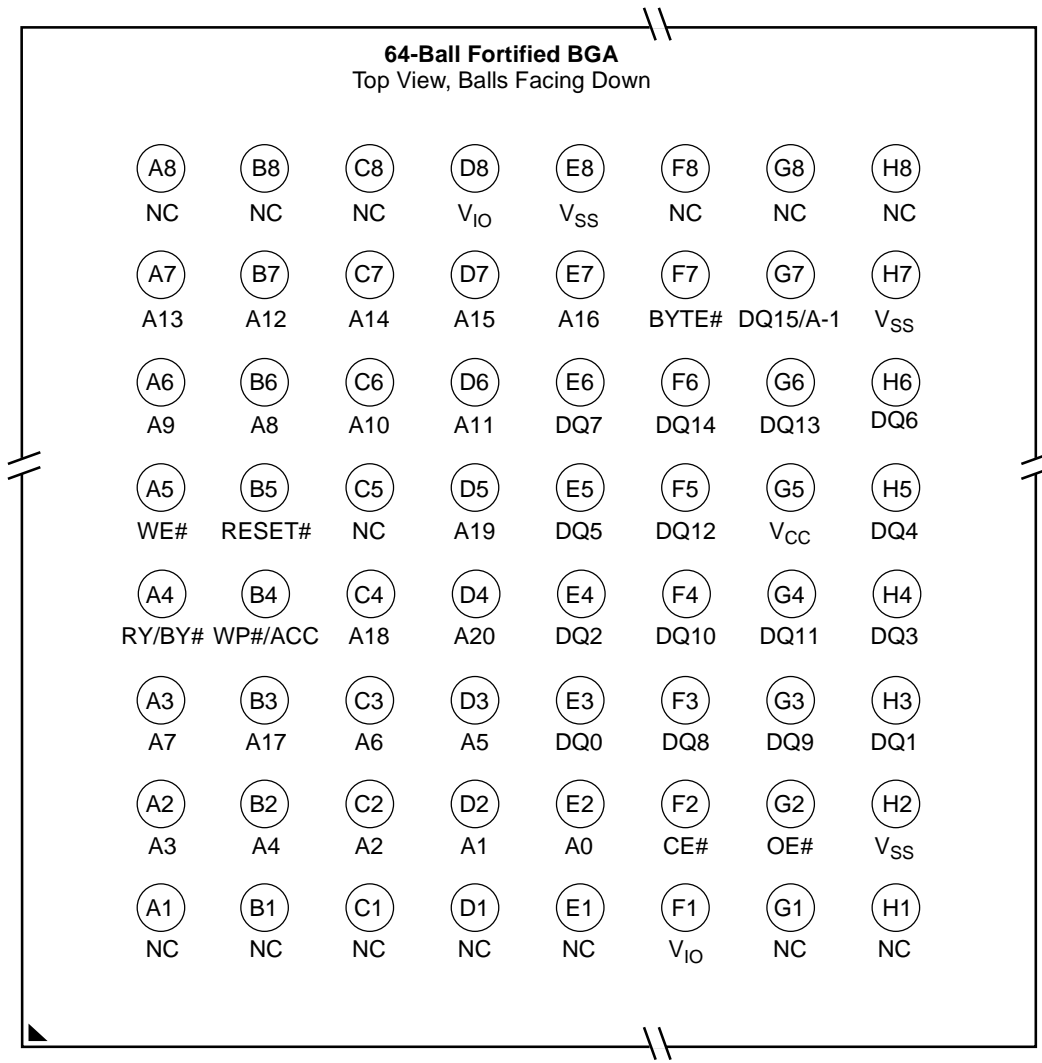 64-Ball Fortified BGA
Top View, Balls Facing Down
A8 B8 C8 D8 E8 F8 G8 H8
NC NC NC VIO VSS NC NC NC
A7 B7 C7 D7 E7 F7 G7 H7
A13 A12 A14 A15 A16 BYTE# DQ15/A-1 VSS
A6 B6 C6 D6 E6 F6 G6 H6
A9 A8 A10 A11 DQ7 DQ14 DQ13 DQ6
A5 B5 C5 D5 E5 F5 G5 H5
WE# RESET# NC A19 DQ5 DQ12 VCC DQ4
A4 B4 C4 D4 E4 F4 G4 H4
RY/BY# WP#/ACC A18 A20 DQ2 DQ10 DQ11 DQ3
A3 B3 C3 D3 E3 F3 G3 H3
A7 A17 A6 A5 DQ0 DQ8 DQ9 DQ1
A2 B2 C2 D2 E2 F2 G2 H2
A3 A4 A2 A1 A0 CE# OE# VSS
A1 B1 C1 D1 E1 F1 G1 H1
NC NC NC NC NC VIO NC NC